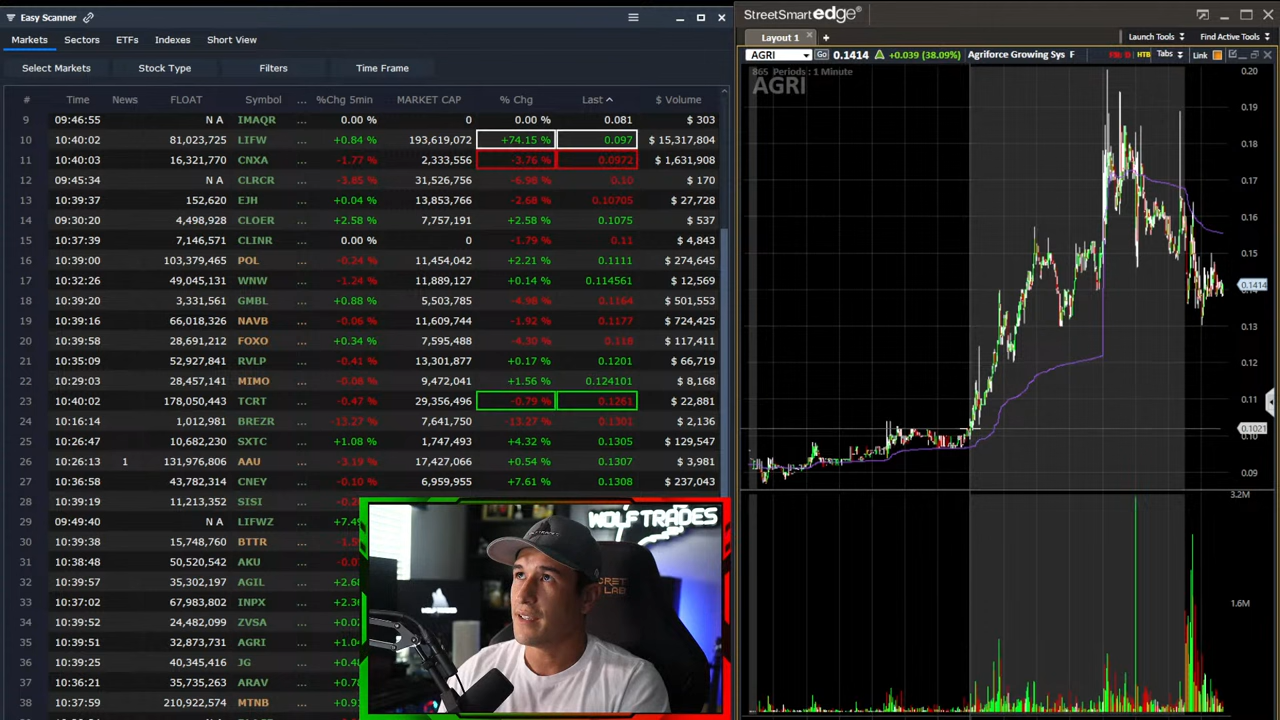 Easy Scanner
Markets Sectors ETFs Indexes Short View
Stock Type Filters Time Frame
# Time News FLOAT Symbol ... %Chg 5min MARKET CAP % Chg Last $ Volume
9 09:46:55 N A IMAQR ... 0.00 % 0 0.00 % 0.081 $ 303
10 10:40:02 81,023,725 LIFW ... +0.84 % 193,619,072 +74.15 % 0.097 $ 15,317,804
11 10:40:03 16,321,770 CNXA ... -1.77 % 2,333,556 -3.76 % 0.0972 $ 1,631,908
12 09:45:34 N A CLRCR ... -3.65 % 31,526,756 -6.98 % 0.10 $ 170
13 10:39:37 152,620 EJH ... +0.04 % 13,853,766 -2.68 % 0.10705 $ 27,728
14 09:30:20 4,498,928 CLOER ... +2.58 % 7,757,191 +2.58 % 0.1075 $ 537
15 10:37:39 7,146,571 CLINR ... 0.00 % 0 -1.79 % 0.11 $ 4,843
16 10:39:00 103,379,465 POL ... -0.24 % 11,454,042 +2.21 % 0.1111 $ 274,645
17 10:32:26 49,045,131 WNW ... -1.24 % 11,889,127 +0.14 % 0.114561 $ 12,569
18 10:39:20 3,331,561 GMBL ... +0.88 % 5,503,785 -4.98 % 0.1164 $ 501,553
19 10:39:16 66,018,326 NAVB ... -0.06 % 11,609,744 -1.92 % 0.1177 $ 724,425
20 10:39:58 28,691,212 FOXO ... +0.34 % 7,595,488 -4.30 % 0.118 $ 117,411
21 10:35:09 52,927,841 RVLP ... -0.41 % 13,301,877 +0.17 % 0.1201 $ 66,719
22 10:29:03 28,457,141 MIMO ... -0.08 % 9,472,041 +1.56 % 0.124101 $ 8,168
23 10:40:02 178,050,443 TCRT ... -0.47 % 29,356,496 -0.79 % 0.1261 $ 22,881
24 10:16:14 1,012,981 BREZR ... -13.27 % 7,641,750 -13.27 % 0.1301 $ 2,136
25 10:26:47 10,682,230 SXTC ... +1.08 % 1,747,493 +4.32 % 0.1305 $ 129,547
26 10:26:13 1 131,676,806 AAU ... -3.19 % 17,427,066 +0.54 % 0.1307 $ 3,981
27 10:39:59 43,782,314 CNEY ... -0.10 % 6,959,955 +7.61 % 0.1308 $ 237,043
28 10:39:19 11,213,352 SISI ...
29 09:49:40 N A LIFWZ ...
30 10:39:38 15,748,760 BTTR ...
31 10:38:48 50,520,542 AKU ...
32 10:39:57 35,302,197 AGIL ...
33 10:37:02 67,983,802 INPX ...
34 10:39:52 24,482,099 ZVSA ...
35 10:39:51 32,873,731 AGRI ...
36 10:39:25 40,345,416 JG ...
37 10:36:21 35,735,263 ARAV ...
38 10:39:57 210,922,574 MTNB ...
WOLFTRADES
StreetSmart edge®
Layout 1 + Launch Tools Find Active Tools
AGRI Go 0.1414 +0.039 (38.09%) Agriforce Growing Sys F HTB Tabs Link
865 Periods : 1 Minute
AGRI
0.20
0.19
0.18
0.17
0.16
0.15
0.1414
0.14
0.13
0.12
0.11
0.1021
0.10
0.09
3.2M
1.6M